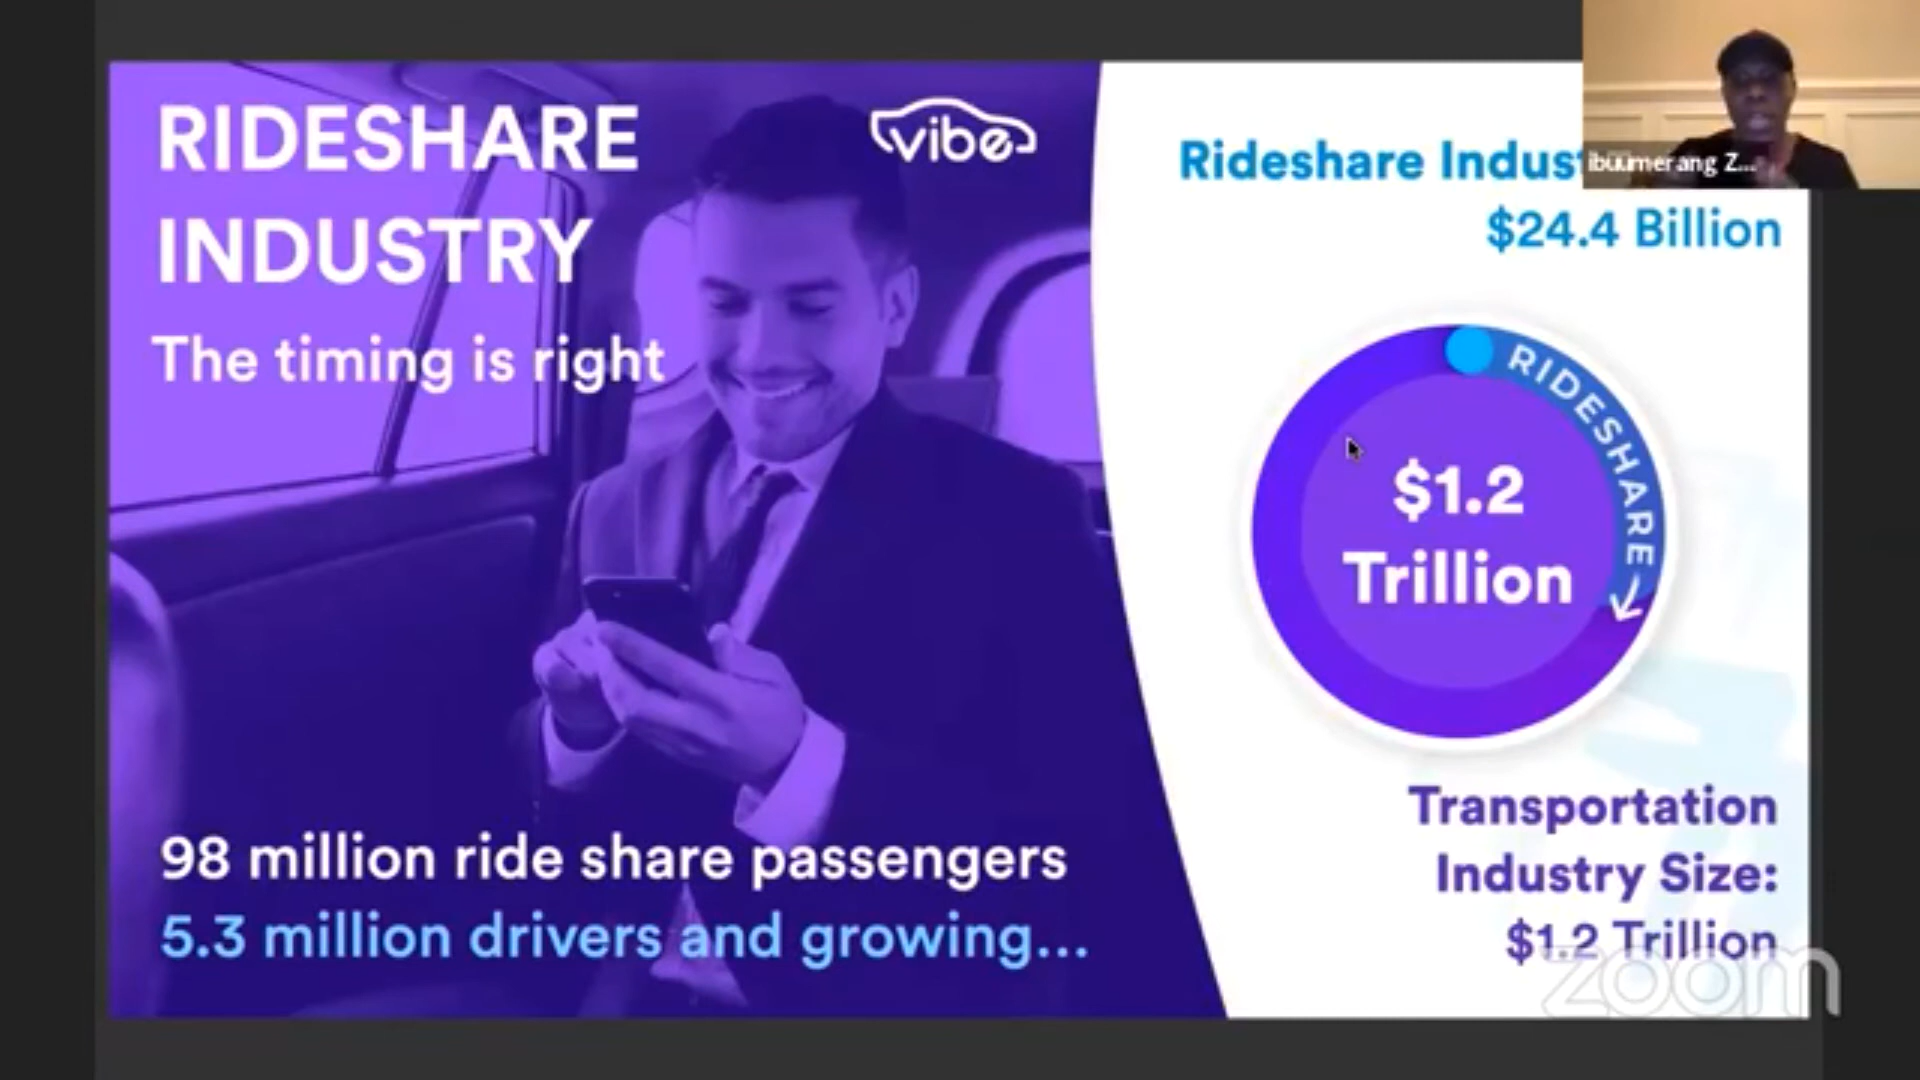 RIDESHARE
INDUSTRY
The timing is right
vibe
98 million ride share passengers
5.3 million drivers and growing...
Rideshare Indus
$24.4 Billion
RIDESHARE
$1.2
Trillion
Transportation
Industry Size:
$1.2 Trillion
ibuumerang Z...
zoom